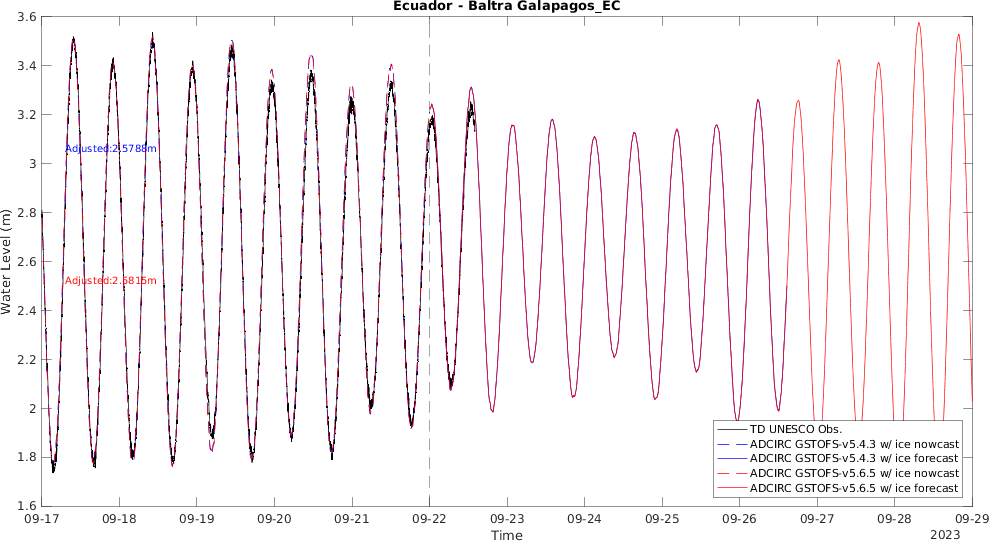 Ecuador - Baltra Galapagos_EC
3.6
3.4
3.2
3
2.8
2.6
2.4
2.2
2
1.8
1.6
Water Level (m)
Adjusted:2.5788m
Adjusted:2.5815m
TD UNESCO Obs.
ADCIRC GSTOFS-v5.4.3 w/ ice nowcast
ADCIRC GSTOFS-v5.4.3 w/ ice forecast
ADCIRC GSTOFS-v5.6.5 w/ ice nowcast
ADCIRC GSTOFS-v5.6.5 w/ ice forecast
09-17 09-18 09-19 09-20 09-21 09-22 09-23 09-24 09-25 09-26 09-27 09-28 09-29
Time
2023